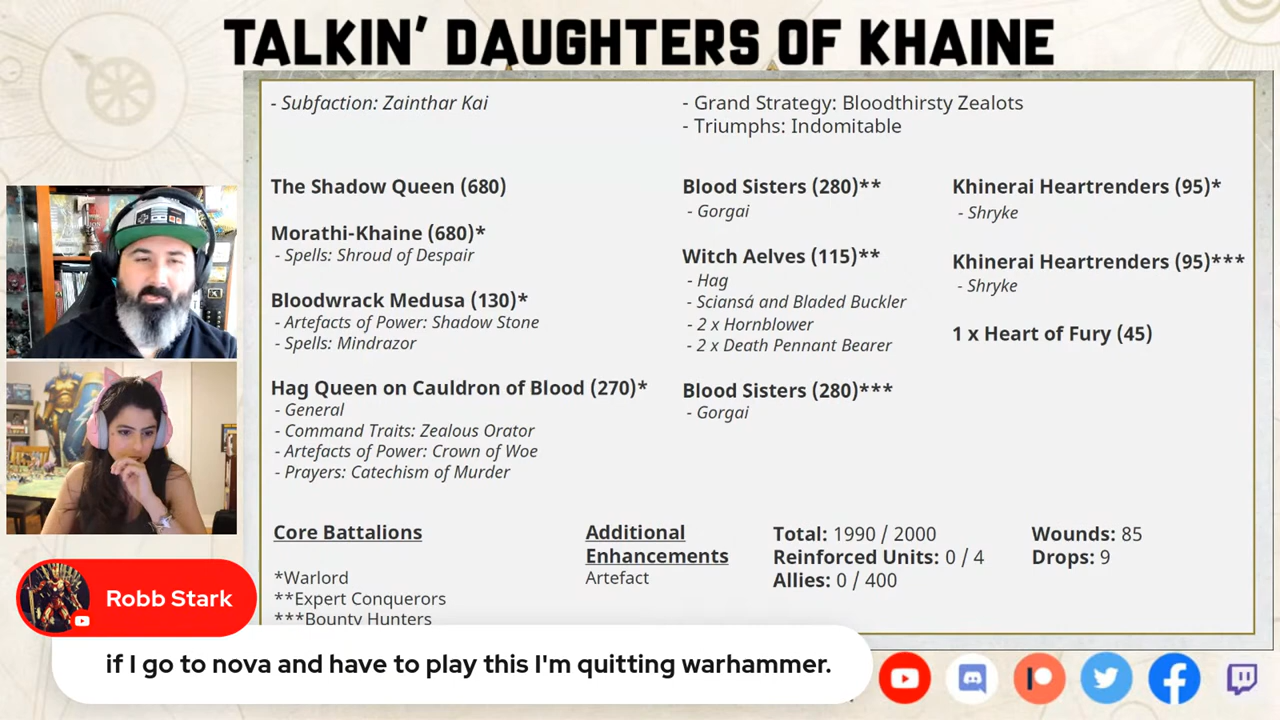 TALKIN' DAUGHTERS OF KHAINE
- Subfaction: Zainthar Kai
- Grand Strategy: Bloodthirsty Zealots
- Triumphs: Indomitable
The Shadow Queen (680)
Morathi-Khaine (680)*
- Spells: Shroud of Despair
Bloodwrack Medusa (130)*
- Artefacts of Power: Shadow Stone
- Spells: Mindrazor
Hag Queen on Cauldron of Blood (270)*
- General
- Command Traits: Zealous Orator
- Artefacts of Power: Crown of Woe
- Prayers: Catechism of Murder
Blood Sisters (280)**
- Gorgai
Witch Aelves (115)**
- Hag
- Sciansá and Bladed Buckler
- 2 x Hornblower
- 2 x Death Pennant Bearer
Blood Sisters (280)***
- Gorgai
Khinerai Heartrenders (95)*
- Shryke
Khinerai Heartrenders (95)***
- Shryke
1 x Heart of Fury (45)
Core Battalions
*Warlord
**Expert Conquerors
***Bounty Hunters
Additional
Enhancements
Artefact
Total: 1990 / 2000
Reinforced Units: 0 / 4
Allies: 0 / 400
Wounds: 85
Drops: 9
Robb Stark
if I go to nova and have to play this I'm quitting warhammer.